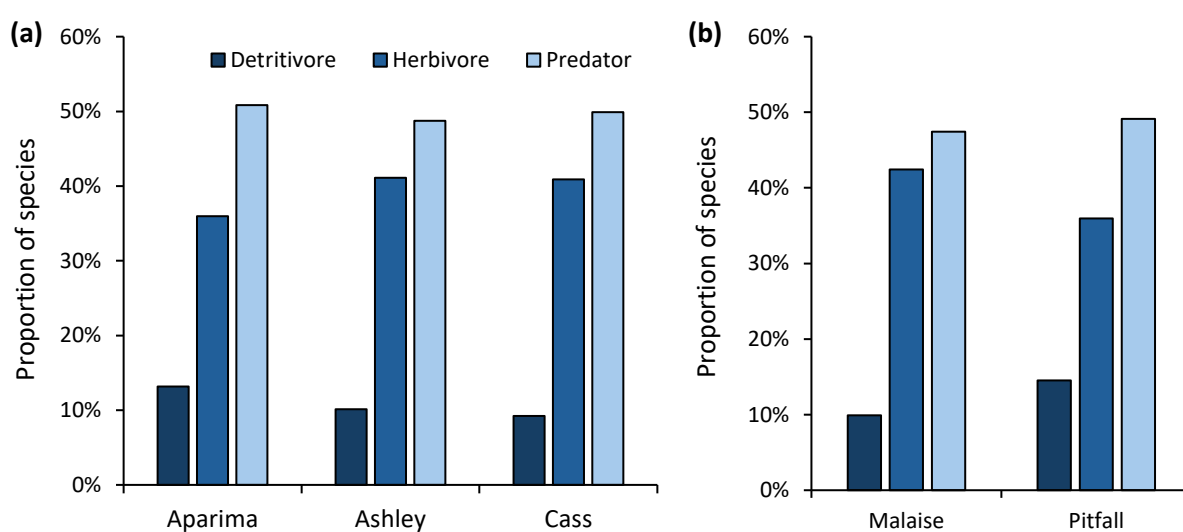 (a)
Proportion of species
60%
50%
40%
30%
20%
10%
0%
Detritivore Herbivore Predator
Aparima Ashley Cass
(b)
Proportion of species
60%
50%
40%
30%
20%
10%
0%
Malaise Pitfall